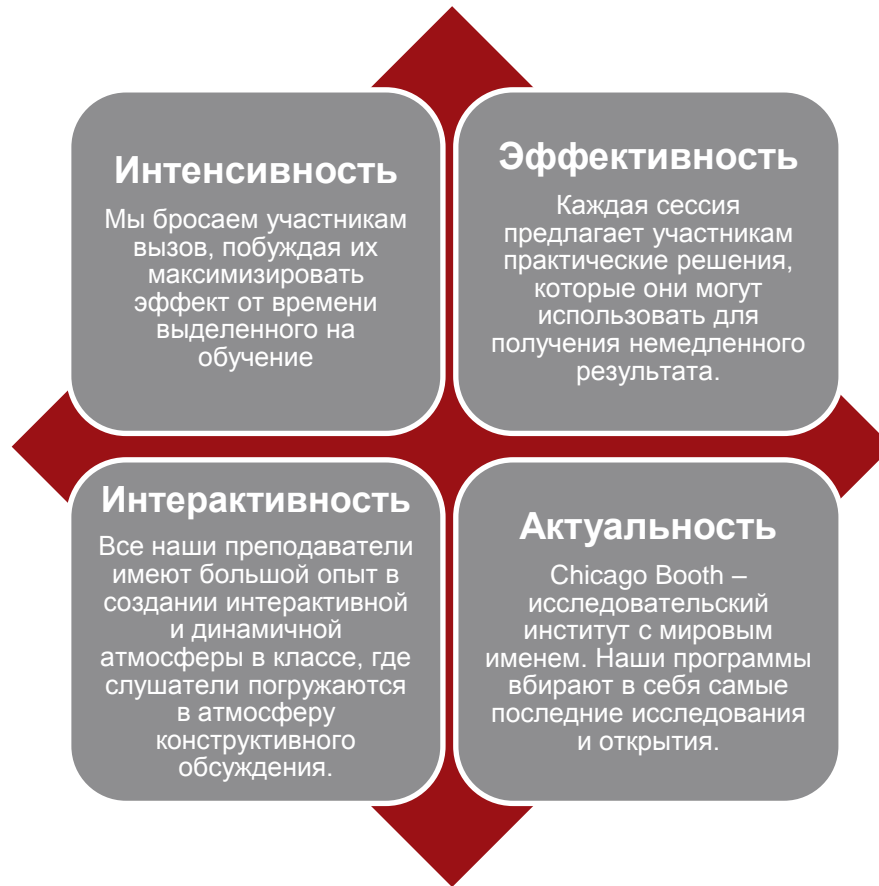 Интенсивность
Мы бросаем участникам
вызов, побуждая их
максимизировать
эффект от времени
выделенного на
обучение
Эффективность
Каждая сессия
предлагает участникам
практические решения,
которые они могут
использовать для
получения немедленного
результата.
Интерактивность
Все наши преподаватели
имеют большой опыт в
создании интерактивной
и динамичной
атмосферы в классе, где
слушатели погружаются
в атмосферу
конструктивного
обсуждения.
Актуальность
Chicago Booth –
исследовательский
институт с мировым
именем. Наши программы
вбирают в себя самые
последние исследования
и открытия.